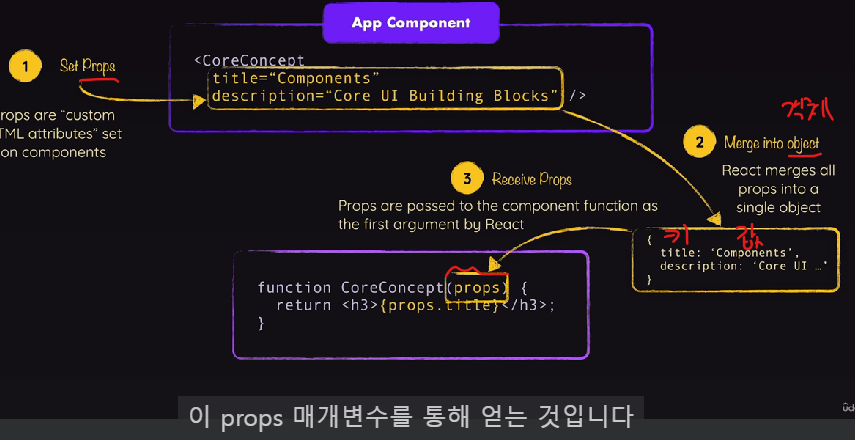 App Component
1 Set Props
<CoreConcept
title="Components"
description="Core UI Building Blocks" />
rops are "custom
TML attributes" set
on components
객체
2 Merge into object
React merges all
props into a
single object
3 Receive Props
Props are passed to the component function as
the first argument by React
키 값
{
title: 'Components',
description: 'Core UI …'
}
function CoreConcept(props) {
return <h3>{props.title}</h3>;
}
이 props 매개변수를 통해 얻는 것입니다